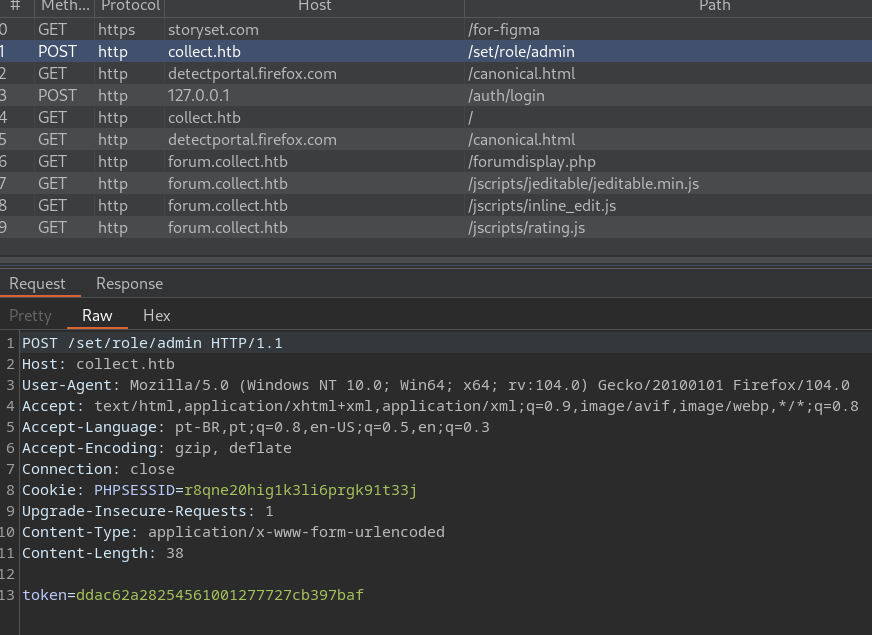 # Meth... Protocol Host Path
0 GET https storyset.com /for-figma
1 POST http collect.htb /set/role/admin
2 GET http detectportal.firefox.com /canonical.html
3 POST http 127.0.0.1 /auth/login
4 GET http collect.htb /
5 GET http detectportal.firefox.com /canonical.html
6 GET http forum.collect.htb /forumdisplay.php
7 GET http forum.collect.htb /jscripts/jeditable/jeditable.min.js
8 GET http forum.collect.htb /jscripts/inline_edit.js
9 GET http forum.collect.htb /jscripts/rating.js
Request Response
Pretty Raw Hex
1 POST /set/role/admin HTTP/1.1
2 Host: collect.htb
3 User-Agent: Mozilla/5.0 (Windows NT 10.0; Win64; x64; rv:104.0) Gecko/20100101 Firefox/104.0
4 Accept: text/html,application/xhtml+xml,application/xml;q=0.9,image/avif,image/webp,*/*;q=0.8
5 Accept-Language: pt-BR,pt;q=0.8,en-US;q=0.5,en;q=0.3
6 Accept-Encoding: gzip, deflate
7 Connection: close
8 Cookie: PHPSESSID=r8qne20hig1k3li6prgk91t33j
9 Upgrade-Insecure-Requests: 1
10 Content-Type: application/x-www-form-urlencoded
11 Content-Length: 38
12
13 token=ddac62a28254561001277727cb397baf